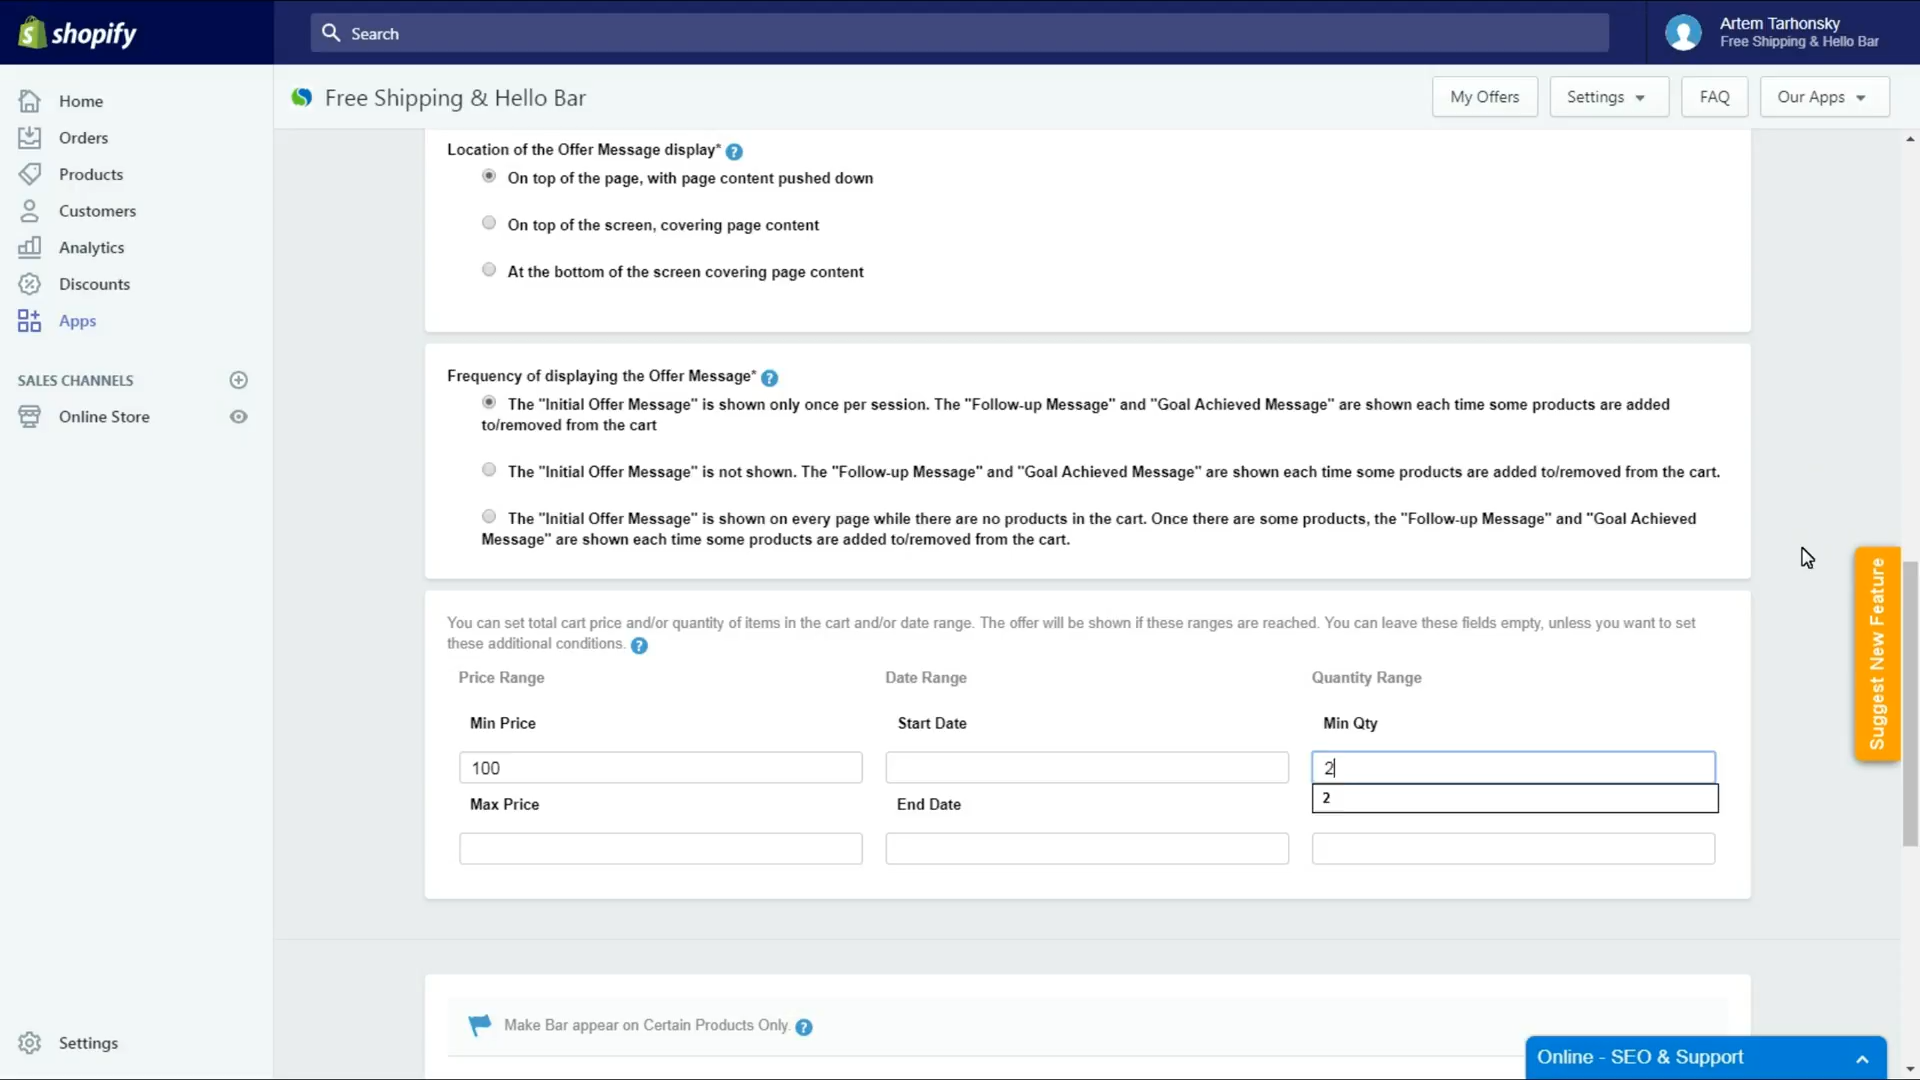 shopify
Search
Artem Tarhonsky
Free Shipping & Hello Bar
Home
Orders
Products
Customers
Analytics
Discounts
Apps
SALES CHANNELS
Online Store
Settings
Free Shipping & Hello Bar
My Offers
Settings
FAQ
Our Apps
Location of the Offer Message display*
On top of the page, with page content pushed down
On top of the screen, covering page content
At the bottom of the screen covering page content
Frequency of displaying the Offer Message*
The "Initial Offer Message" is shown only once per session. The "Follow-up Message" and "Goal Achieved Message" are shown each time some products are added
to/removed from the cart
The "Initial Offer Message" is not shown. The "Follow-up Message" and "Goal Achieved Message" are shown each time some products are added to/removed from the cart.
The "Initial Offer Message" is shown on every page while there are no products in the cart. Once there are some products, the "Follow-up Message" and "Goal Achieved
Message" are shown each time some products are added to/removed from the cart.
You can set total cart price and/or quantity of items in the cart and/or date range. The offer will be shown if these ranges are reached. You can leave these fields empty, unless you want to set
these additional conditions.
Price Range
Date Range
Quantity Range
Min Price
Start Date
Min Qty
100
2
2
Max Price
End Date
Make Bar appear on Certain Products Only.
Suggest New Feature
Online - SEO & Support